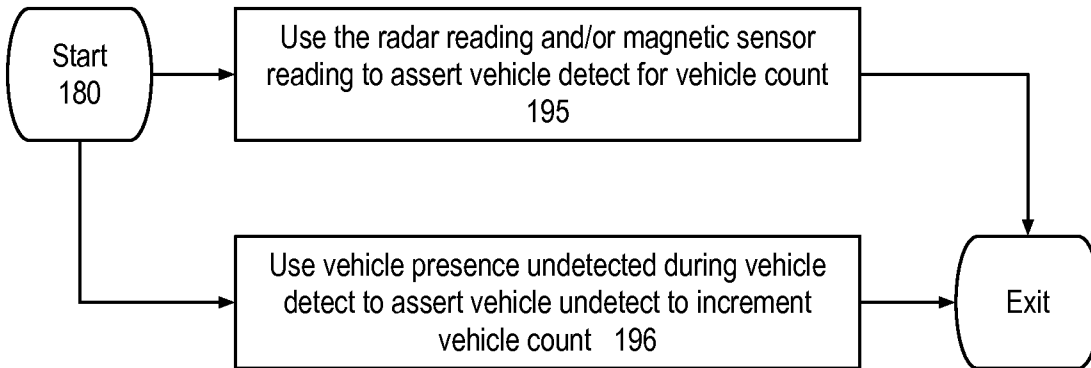 Start
180
Use the radar reading and/or magnetic sensor
reading to assert vehicle detect for vehicle count
195
Use vehicle presence undetected during vehicle
detect to assert vehicle undetect to increment
vehicle count 196
Exit